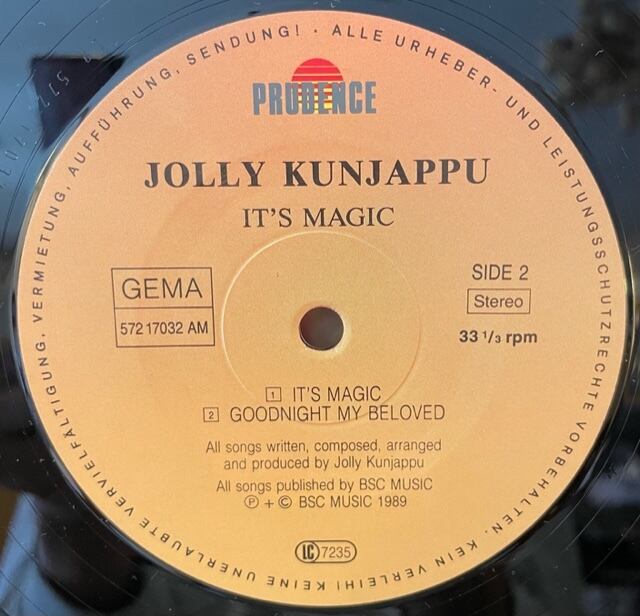 PRUDENCE
JOLLY KUNJAPPU
IT'S MAGIC
GEMA
572 17032 AM
SIDE 2
Stereo
33 1/3 rpm
1 IT'S MAGIC
2 GOODNIGHT MY BELOVED
All songs written, composed, arranged
and produced by Jolly Kunjappu
All songs published by BSC MUSIC
Ⓟ + © BSC MUSIC 1989
LC 7235
ALLE URHEBER- UND LEISTUNGSSCHUTZRECHTE VORBEHALTEN. KEIN VERLEIH! KEINE UNERLAUBTE VERVIELFÄLTIGUNG, VERMIETUNG, AUFFÜHRUNG, SENDUNG! ·